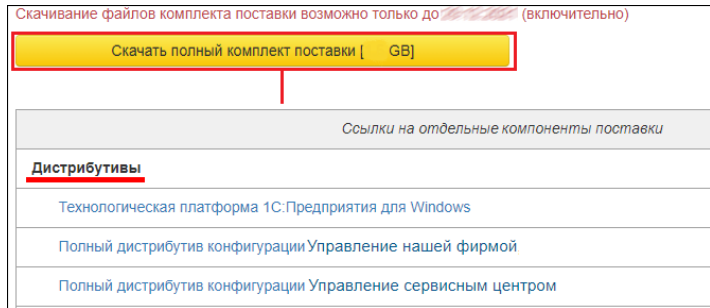 Скачивание файлов комплекта поставки возможно только до (включительно)
Скачать полный комплект поставки [ GB]
Ссылки на отдельные компоненты поставки
Дистрибутивы
Технологическая платформа 1С:Предприятия для Windows
Полный дистрибутив конфигурации Управление нашей фирмой
Полный дистрибутив конфигурации Управление сервисным центром